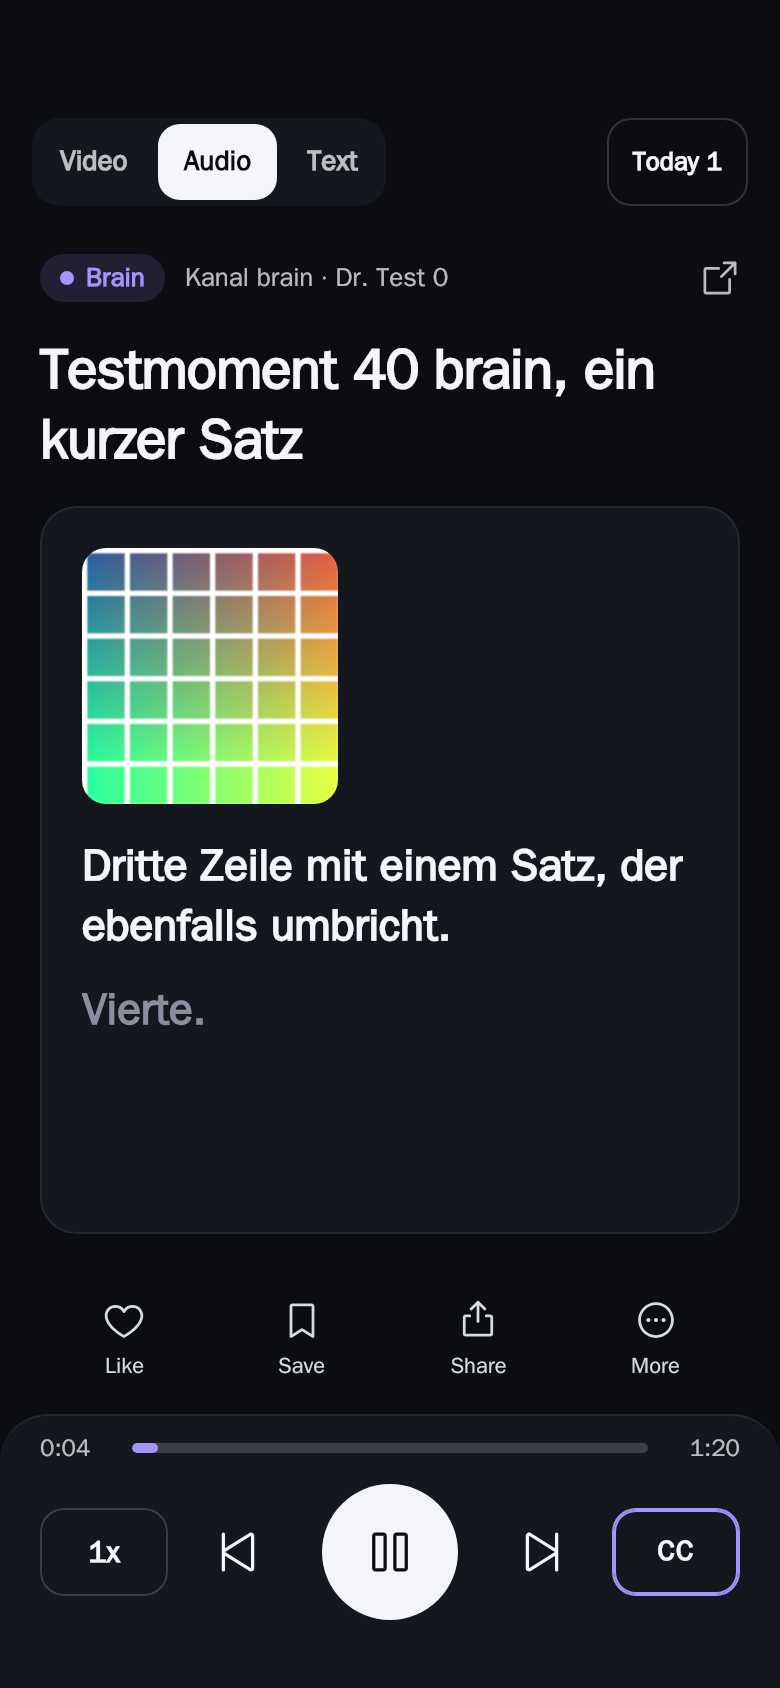 Video Audio Text Today 1
Brain Kanal brain · Dr. Test 0
Testmoment 40 brain, ein
kurzer Satz
Dritte Zeile mit einem Satz, der
ebenfalls umbricht.
Vierte.
Like Save Share More
0:04 1:20
1x CC